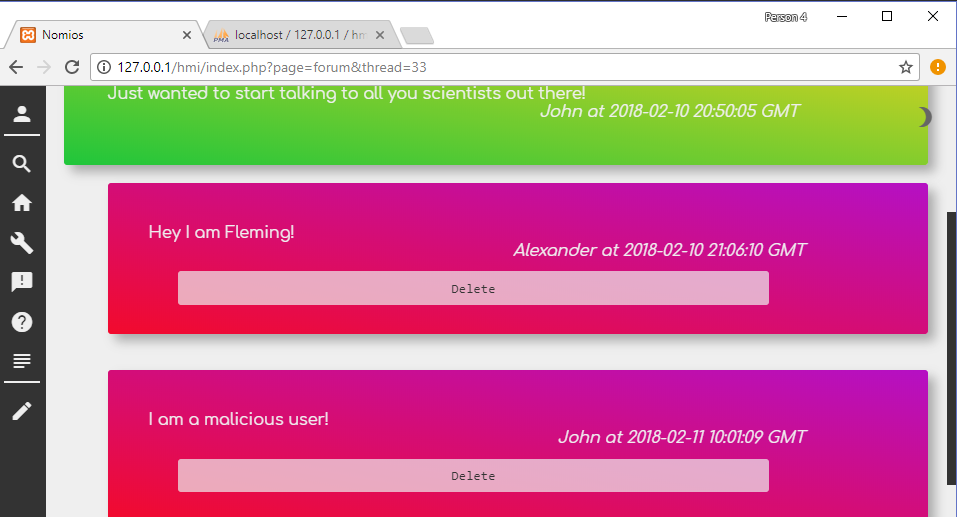 Person 4
Nomios
localhost / 127.0.0.1 / hm
127.0.0.1/hmi/index.php?page=forum&thread=33
Just wanted to start talking to all you scientists out there!
John at 2018-02-10 20:50:05 GMT
Hey I am Fleming!
Alexander at 2018-02-10 21:06:10 GMT
Delete
I am a malicious user!
John at 2018-02-11 10:01:09 GMT
Delete